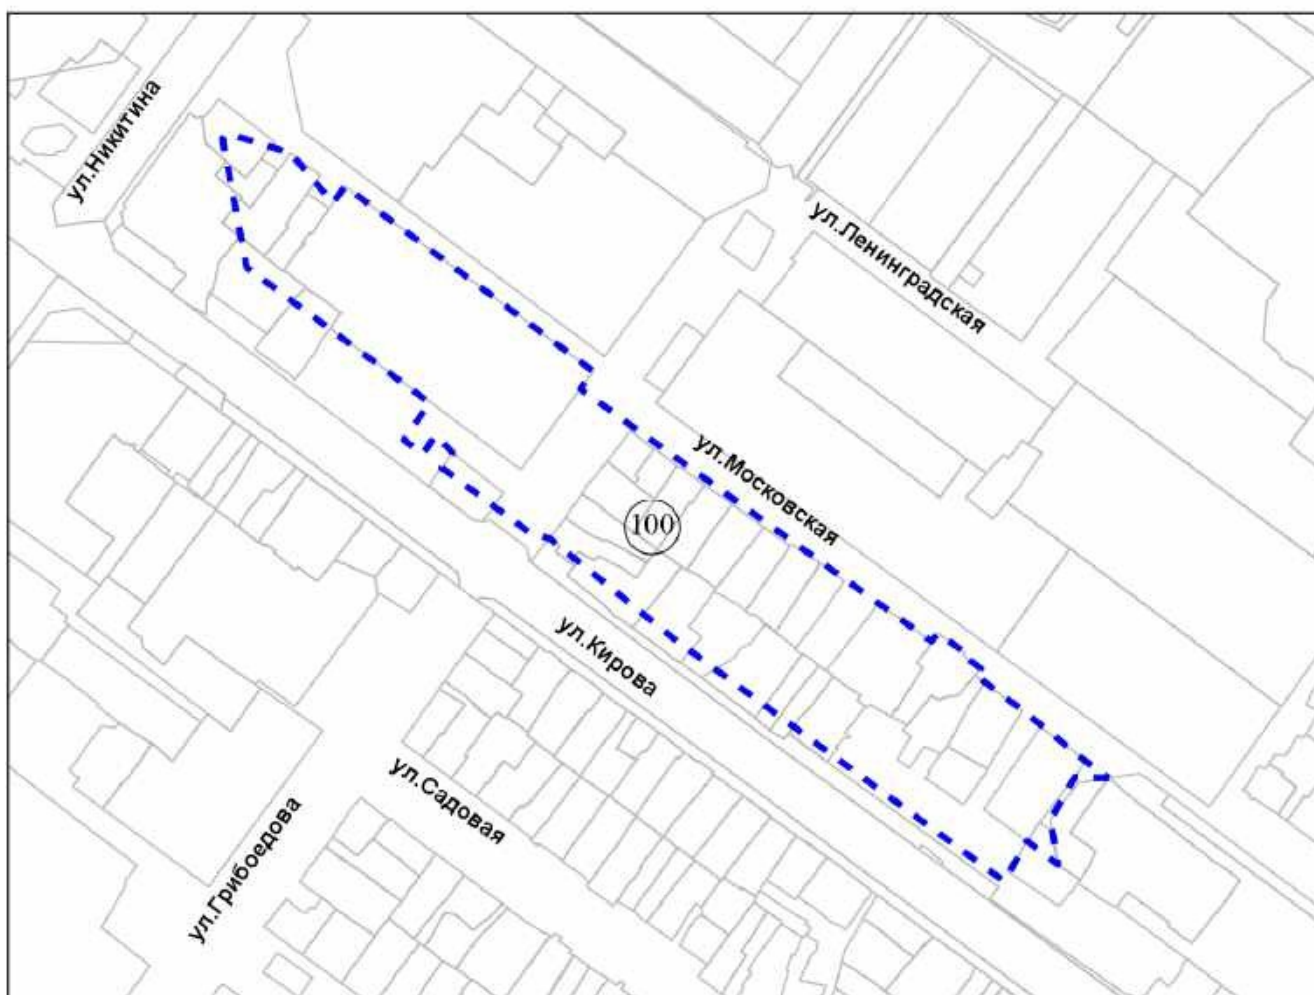 ул.Никитина
ул.Ленинградская
ул.Московская
100
ул.Кирова
ул.Садовая
ул.Грибоедова